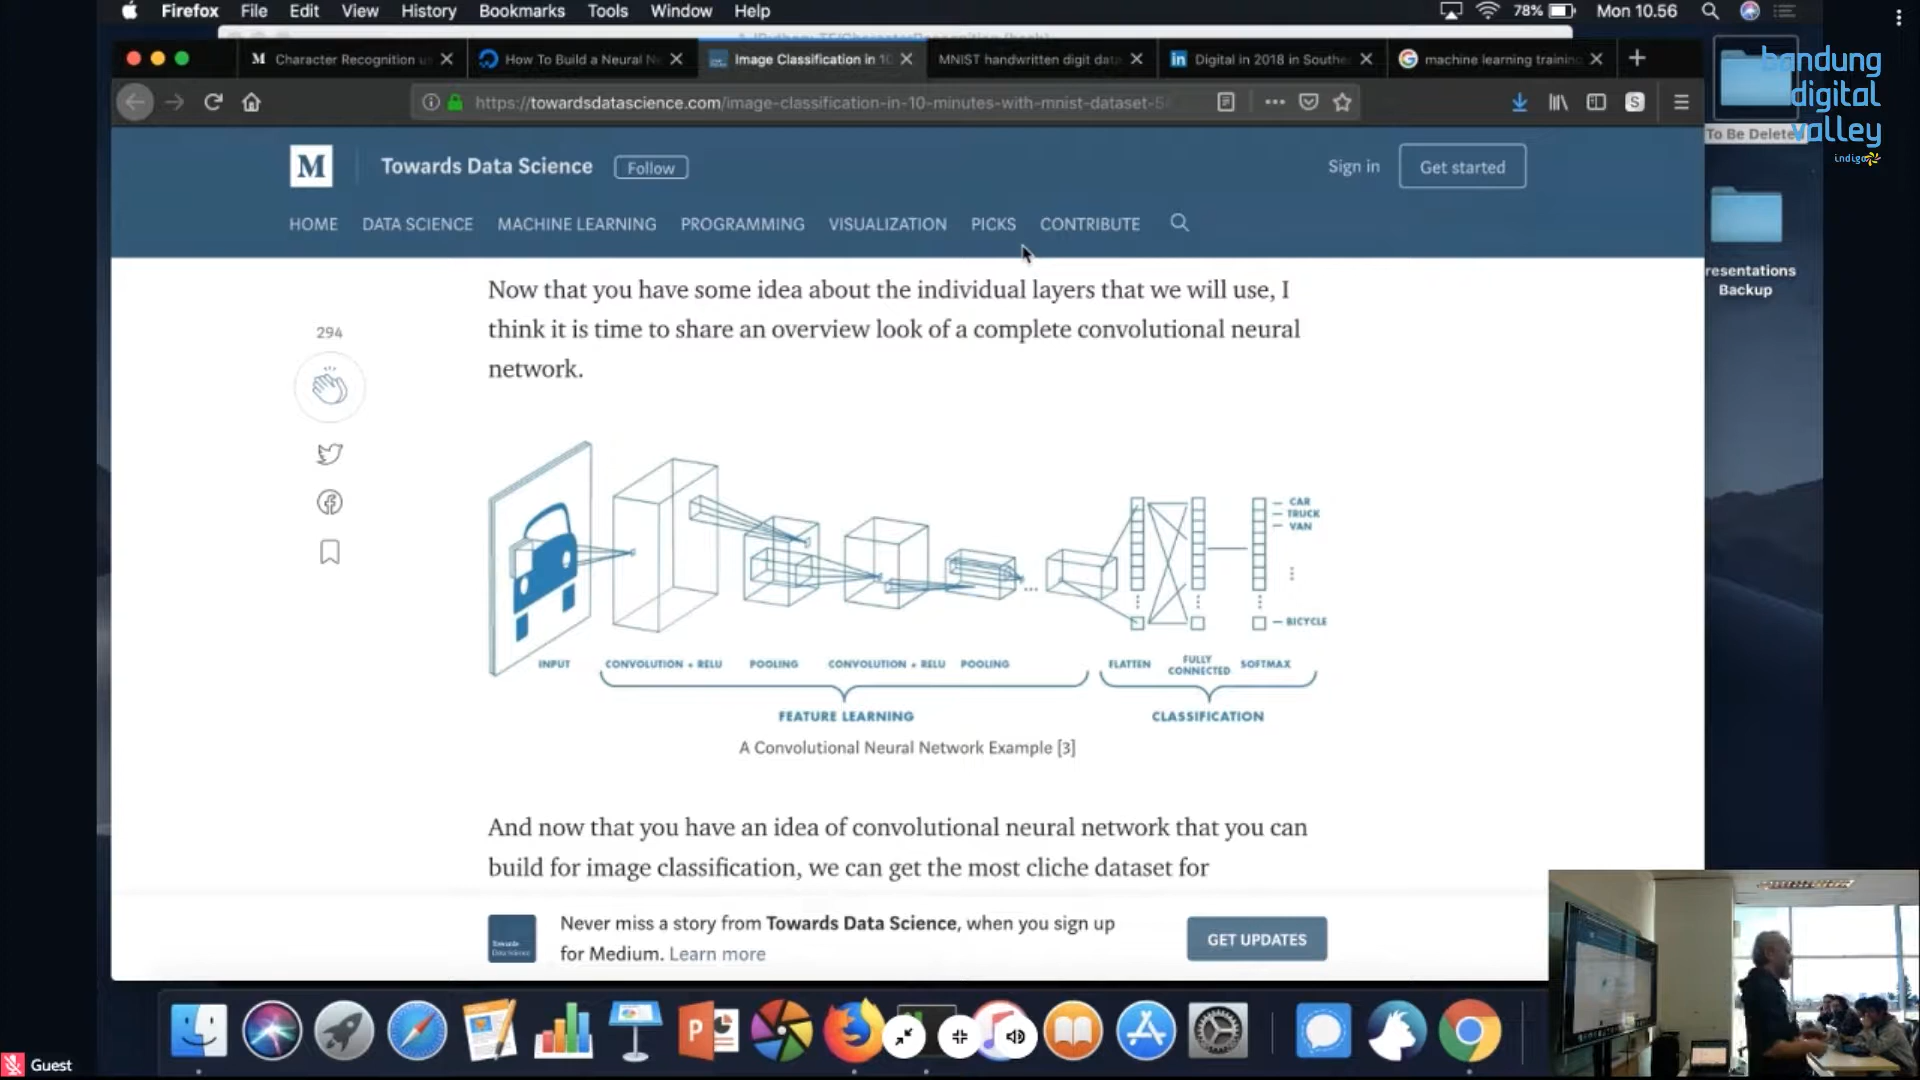 Firefox File Edit View History Bookmarks Tools Window Help
78% Mon 10.56
Character Recognition u
How To Build a Neural N
Image Classification in 10
MNIST handwritten digit dat
Digital in 2018 in Southe
machine learning training
https://towardsdatascience.com/image-classification-in-10-minutes-with-mnist-dataset-5
bandung
digital
valley
indigo
To Be Delete
resentations
Backup
M
Towards Data Science
Follow
Sign in
Get started
HOME DATA SCIENCE MACHINE LEARNING PROGRAMMING VISUALIZATION PICKS CONTRIBUTE
Now that you have some idea about the individual layers that we will use, I
think it is time to share an overview look of a complete convolutional neural
network.
294
CAR
TRUCK
VAN
BICYCLE
INPUT
CONVOLUTION + RELU
POOLING
CONVOLUTION + RELU
POOLING
FLATTEN
FULLY
CONNECTED
SOFTMAX
FEATURE LEARNING
CLASSIFICATION
A Convolutional Neural Network Example [3]
And now that you have an idea of convolutional neural network that you can
build for image classification, we can get the most cliche dataset for
Towards
Data Science
Never miss a story from Towards Data Science, when you sign up
for Medium. Learn more
GET UPDATES
Guest